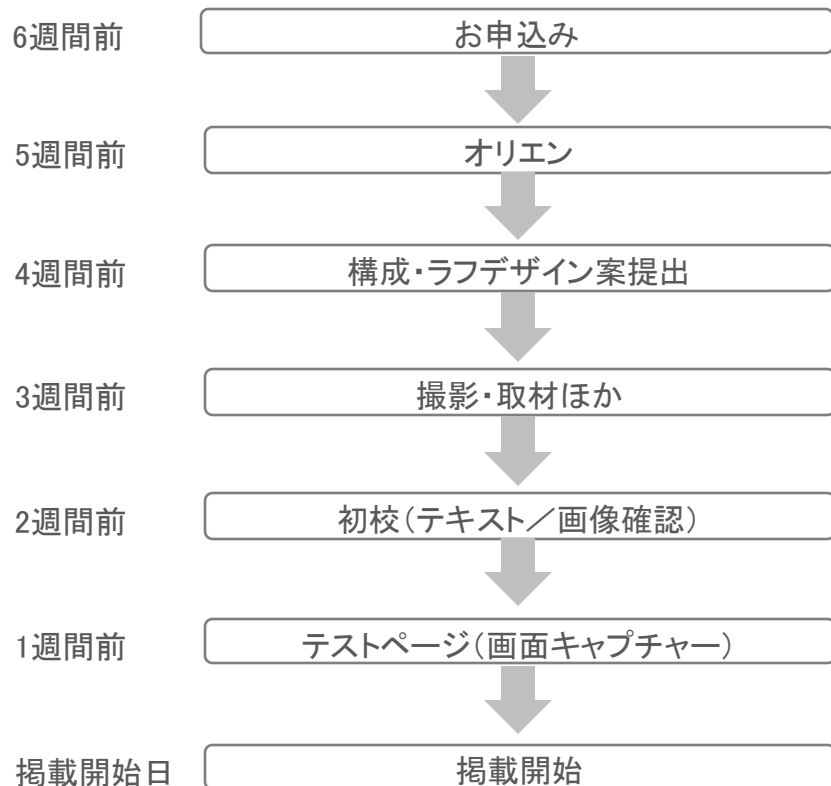 6週間前 お申込み
5週間前 オリエン
4週間前 構成・ラフデザイン案提出
3週間前 撮影・取材ほか
2週間前 初校（テキスト／画像確認）
1週間前 テストページ（画面キャプチャー）
掲載開始日 掲載開始